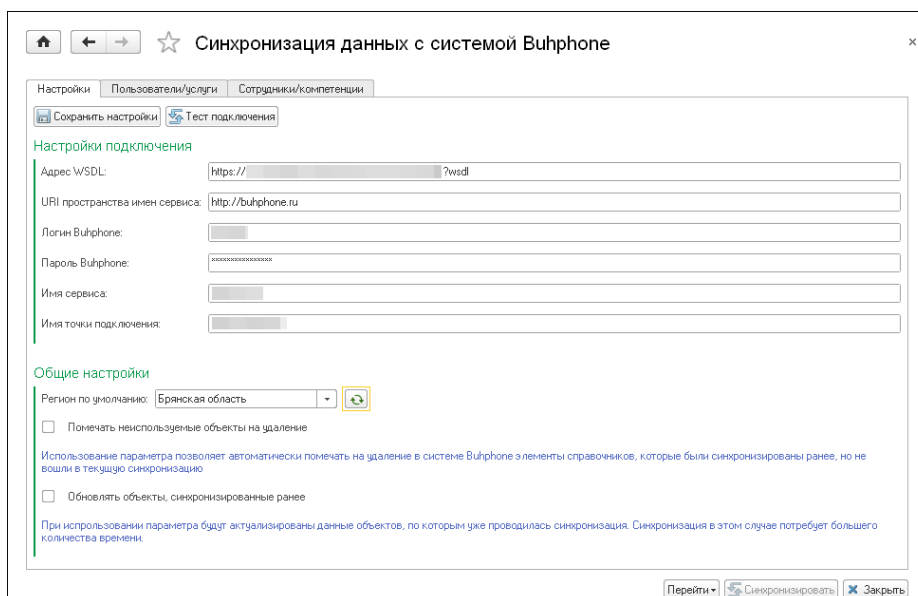 Синхронизация данных с системой Buhphone
Настройки Пользователи/услуги Сотрудники/компетенции
Сохранить настройки Тест подключения
Настройки подключения
Адрес WSDL: https:// ?wsdl
URI пространства имен сервиса: http://buhphone.ru
Логин Buhphone:
Пароль Buhphone: ×××××××××××××××
Имя сервиса:
Имя точки подключения:
Общие настройки
Регион по умолчанию: Брянская область
Помечать неиспользуемые объекты на удаление
Использование параметра позволяет автоматически помечать на удаление в системе Buhphone элементы справочников, которые были синхронизированы ранее, но не
вошли в текущую синхронизацию
Обновлять объекты, синхронизированные ранее
При использовании параметра будут актуализированы данные объектов, по которым уже проводилась синхронизация. Синхронизация в этом случае потребует большего
количества времени.
Перейти Синхронизировать Закрыть